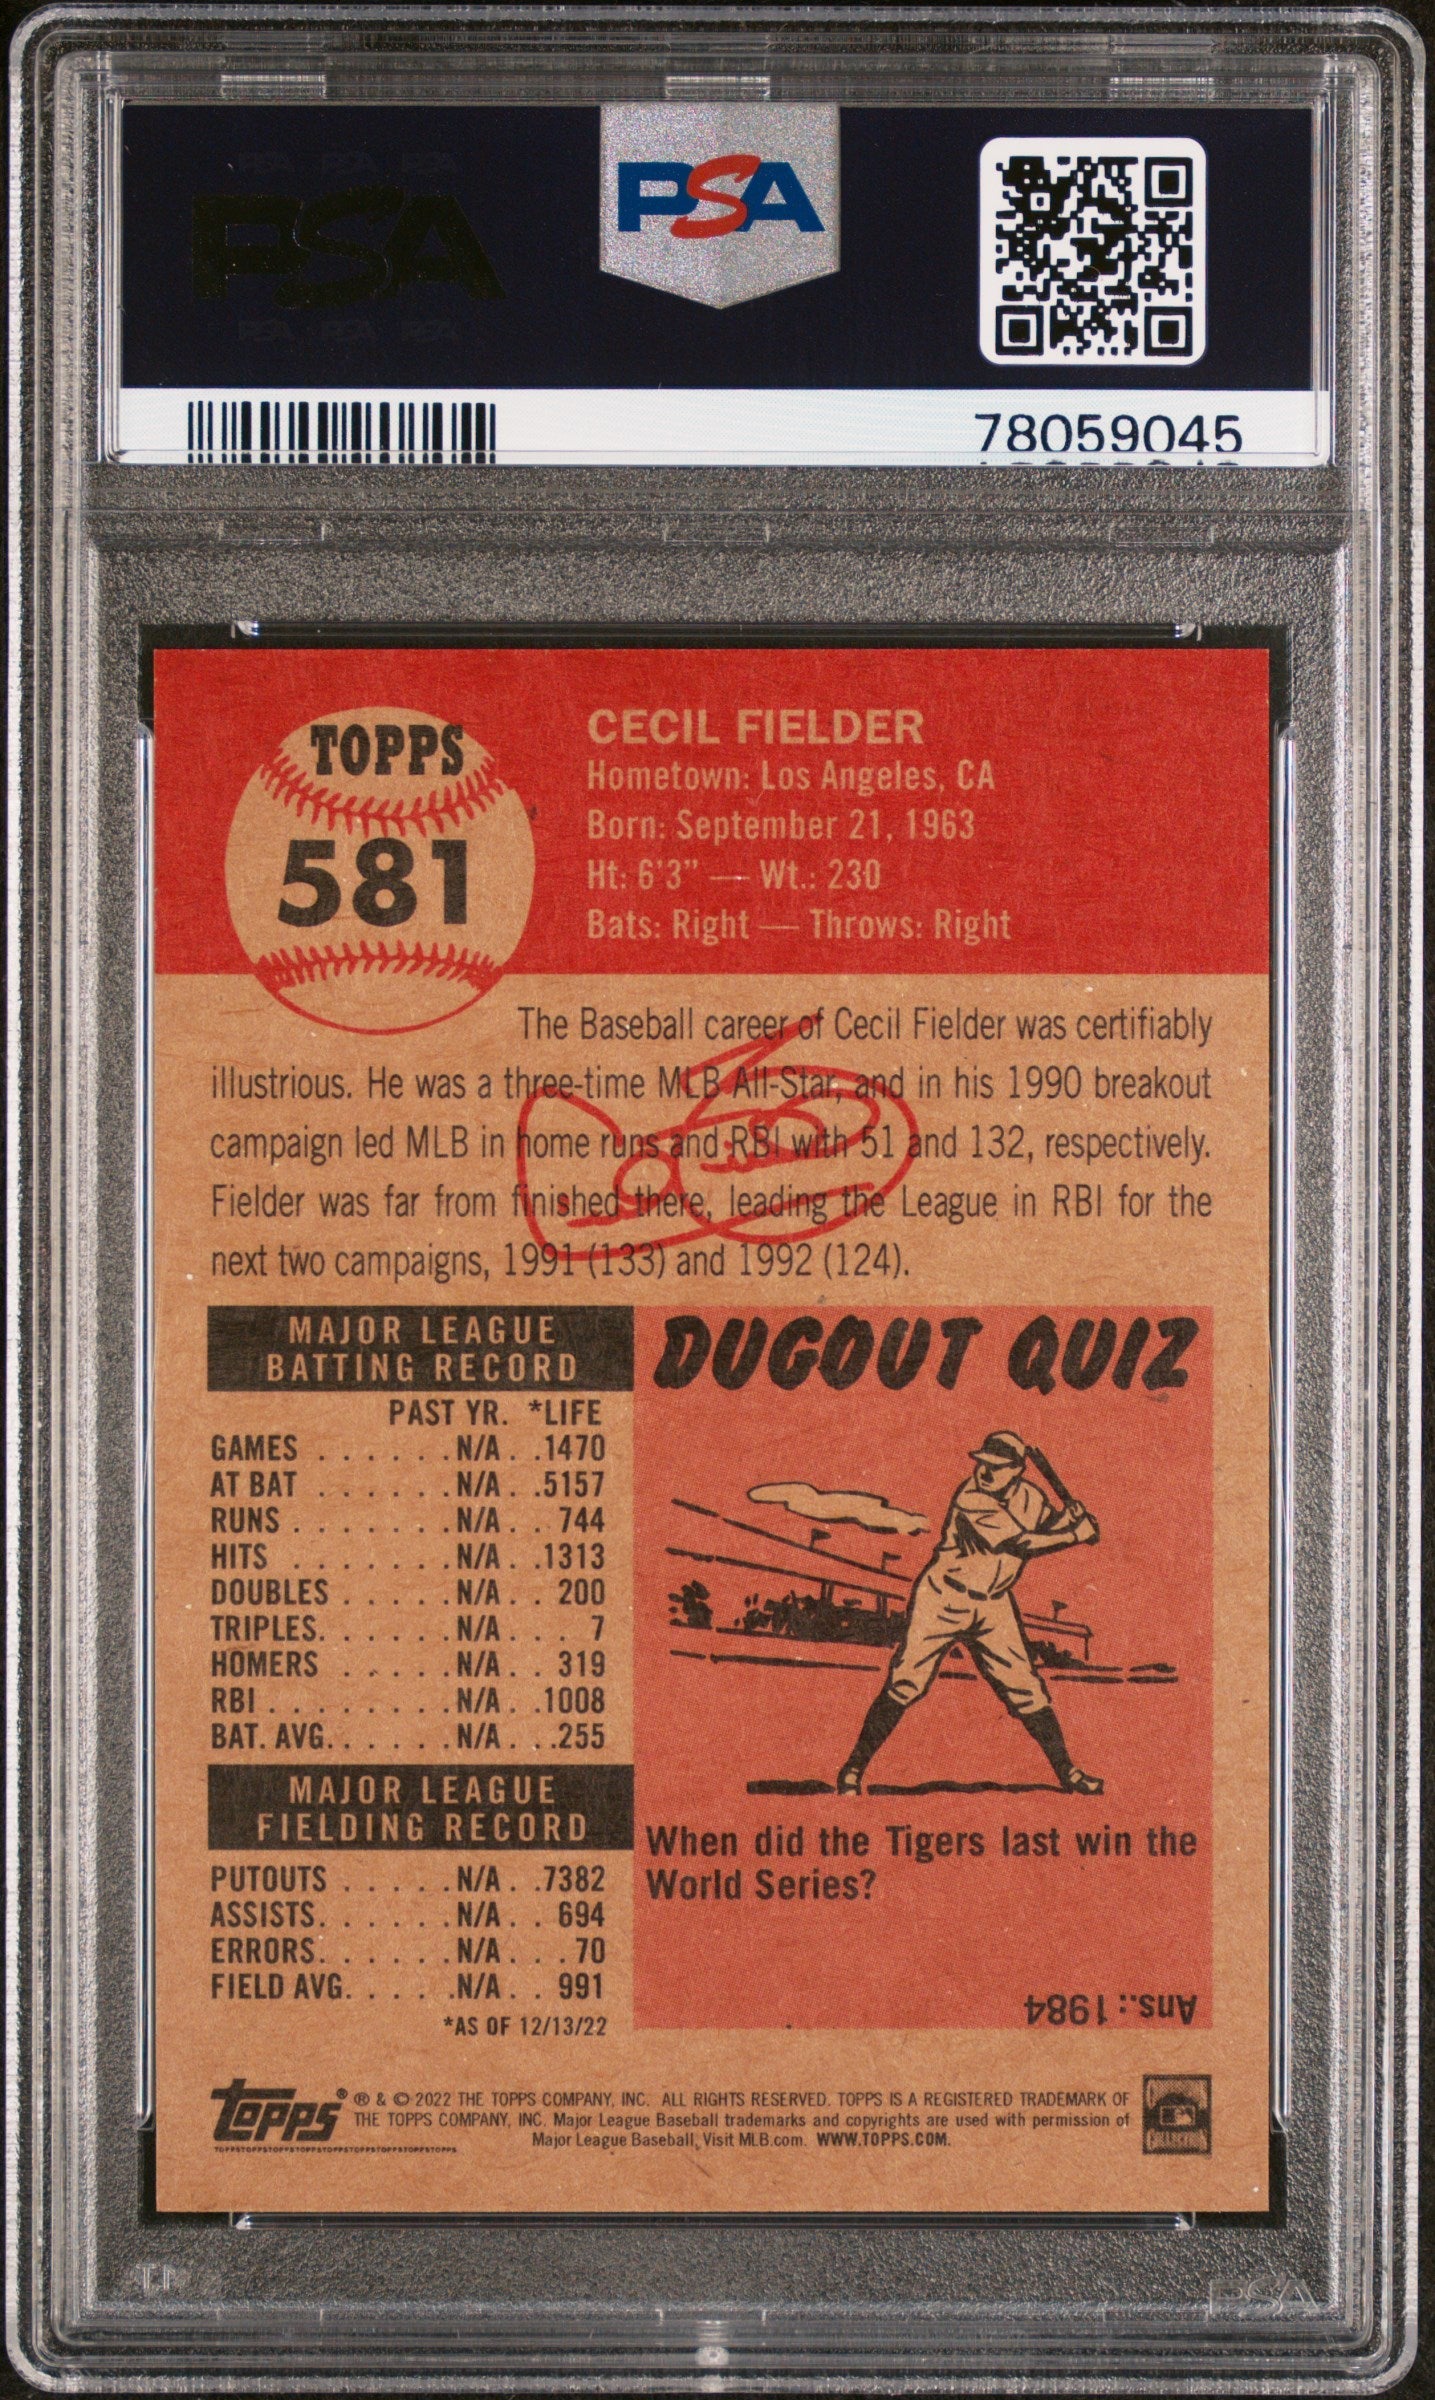 PSA
PSA PSA PSA
PSA
PSA PSA PSA
78059045
TOPPS
581
CECIL FIELDER
Hometown: Los Angeles, CA
Born: September 21, 1963
Ht: 6'3" — Wt.: 230
Bats: Right — Throws: Right
The Baseball career of Cecil Fielder was certifiably
illustrious. He was a three-time MLB All-Star, and in his 1990 breakout
campaign led MLB in home runs and RBI with 51 and 132, respectively.
Fielder was far from finished there, leading the League in RBI for the
next two campaigns, 1991 (133) and 1992 (124).
MAJOR LEAGUE
BATTING RECORD
PAST YR. *LIFE
GAMES . . . . . . N/A . . 1470
AT BAT . . . . . . N/A . . 5157
RUNS . . . . . . . N/A . . 744
HITS . . . . . . . N/A . . 1313
DOUBLES . . . . . N/A . . 200
TRIPLES. . . . . . N/A . . . 7
HOMERS . . . . . N/A . . 319
RBI . . . . . . . . N/A . . 1008
BAT. AVG. . . . . . N/A . . .255
MAJOR LEAGUE
FIELDING RECORD
PUTOUTS . . . . . N/A . . 7382
ASSISTS. . . . . . N/A . . 694
ERRORS. . . . . . N/A . . . 70
FIELD AVG. . . . . N/A . . 991
*AS OF 12/13/22
DUGOUT QUIZ
When did the Tigers last win the
World Series?
Ans.: 1984
topps ® & © 2022 THE TOPPS COMPANY, INC. ALL RIGHTS RESERVED. TOPPS IS A REGISTERED TRADEMARK OF
THE TOPPS COMPANY, INC. Major League Baseball trademarks and copyrights are used with permission of
Major League Baseball, Visit MLB.com. WWW.TOPPS.COM.
TOPPSTOPPSTOPPSTOPPSTOPPSTOPPSTOPPSTOPPS
PSA